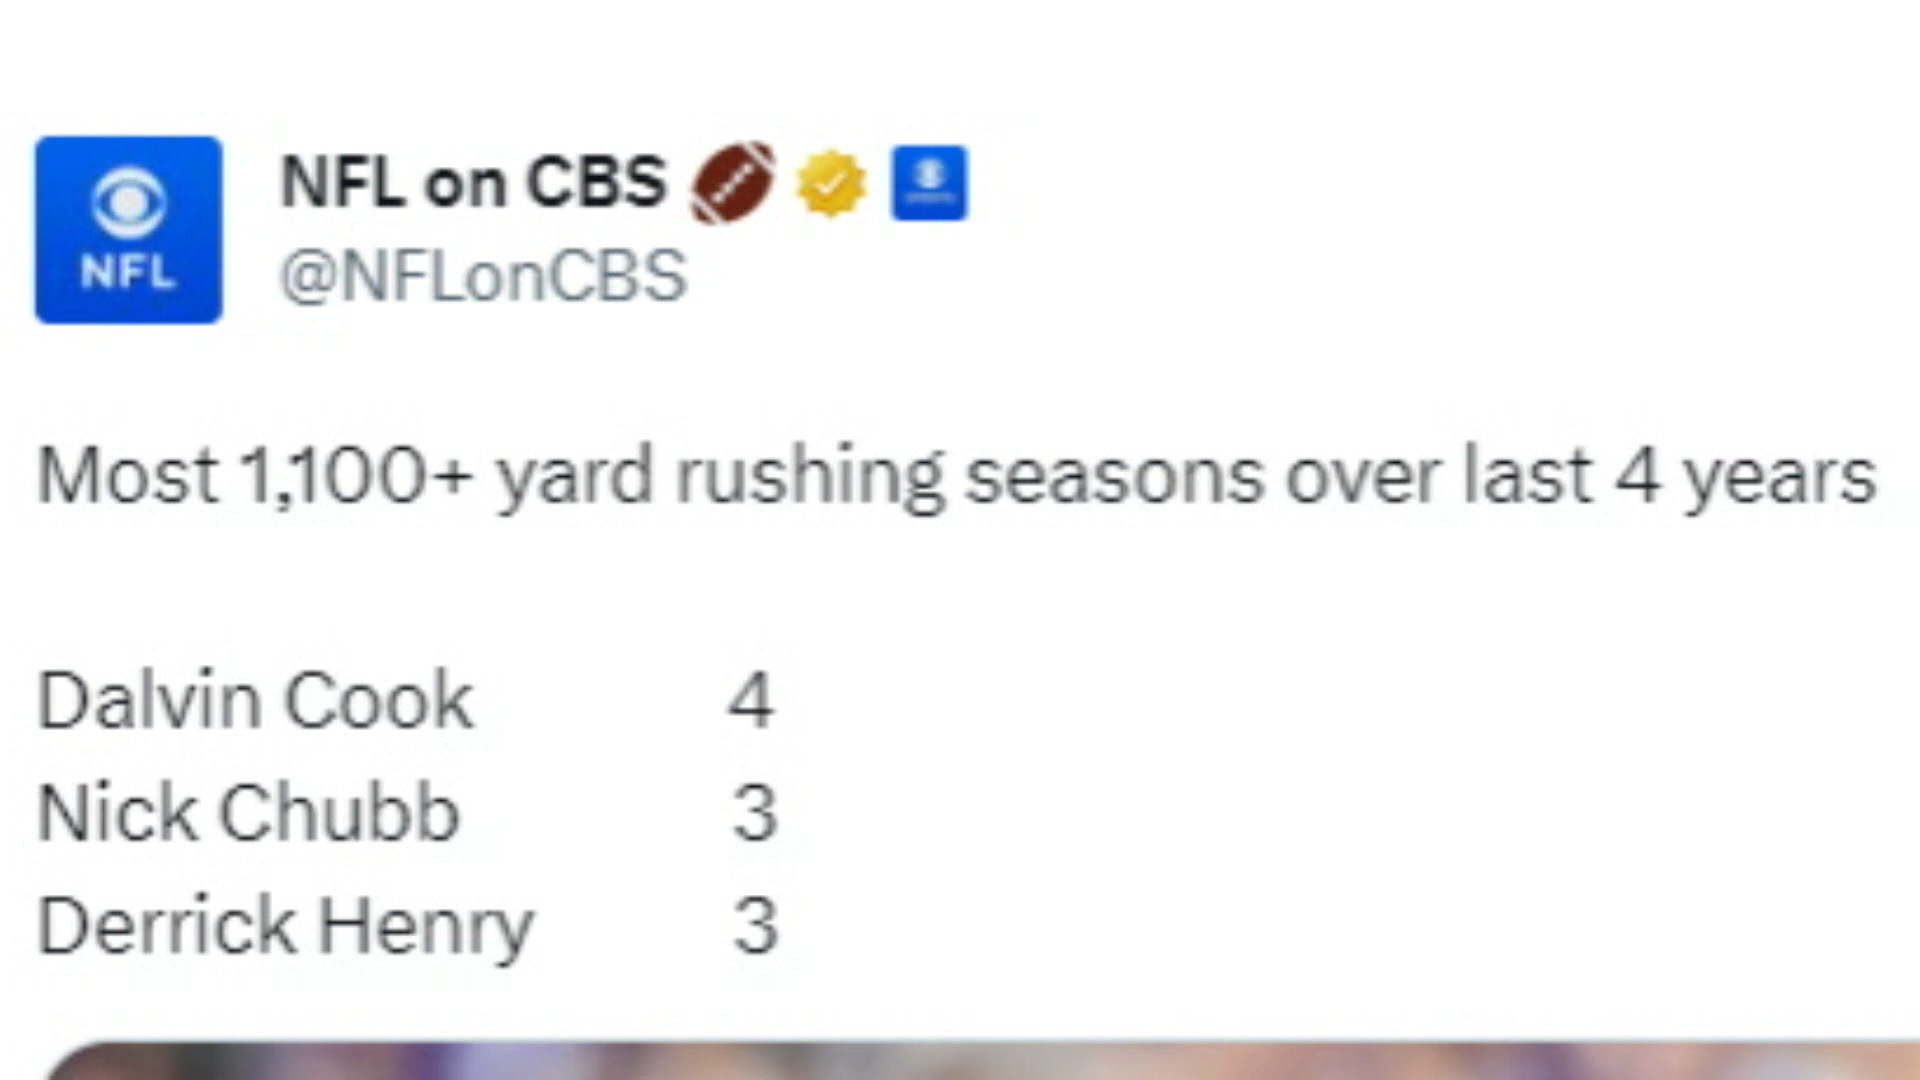 NFL
NFL on CBS 🏈
@NFLonCBS
Most 1,100+ yard rushing seasons over last 4 years
Dalvin Cook 4
Nick Chubb 3
Derrick Henry 3